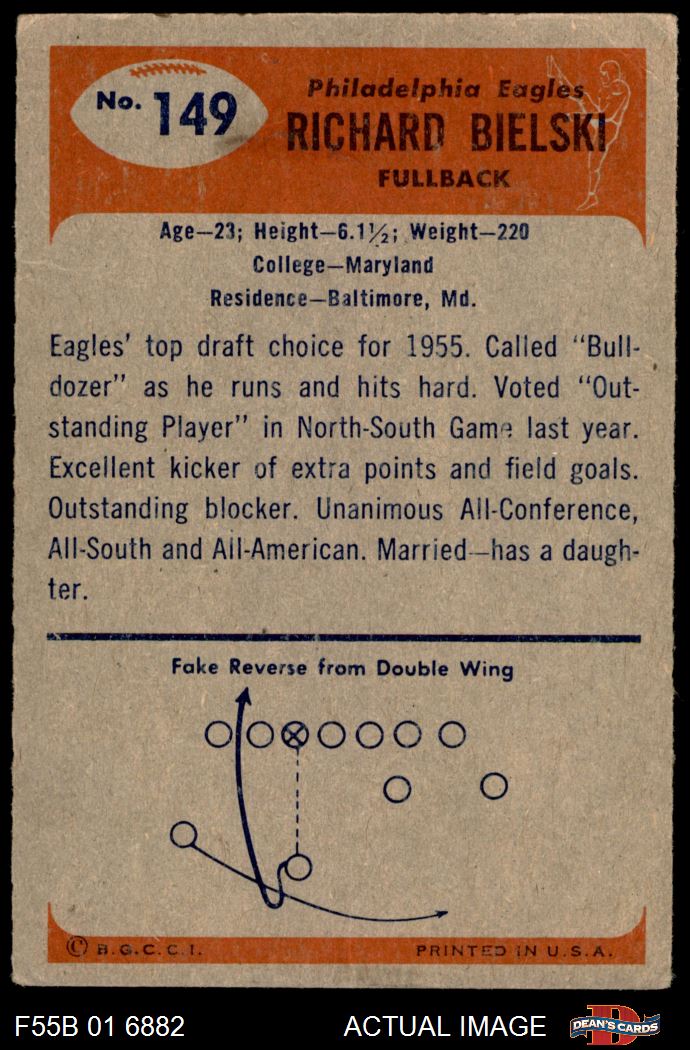 No. 149
Philadelphia Eagles
RICHARD BIELSKI
FULLBACK
Age—23; Height—6.1½; Weight—220
College—Maryland
Residence—Baltimore, Md.
Eagles' top draft choice for 1955. Called "Bull-
dozer" as he runs and hits hard. Voted "Out-
standing Player" in North-South Game last year.
Excellent kicker of extra points and field goals.
Outstanding blocker. Unanimous All-Conference,
All-South and All-American. Married—has a daugh-
ter.
Fake Reverse from Double Wing
© B.G.C.C.I. PRINTED IN U.S.A.
F55B 01 6882 ACTUAL IMAGE D DEAN'S CARDS